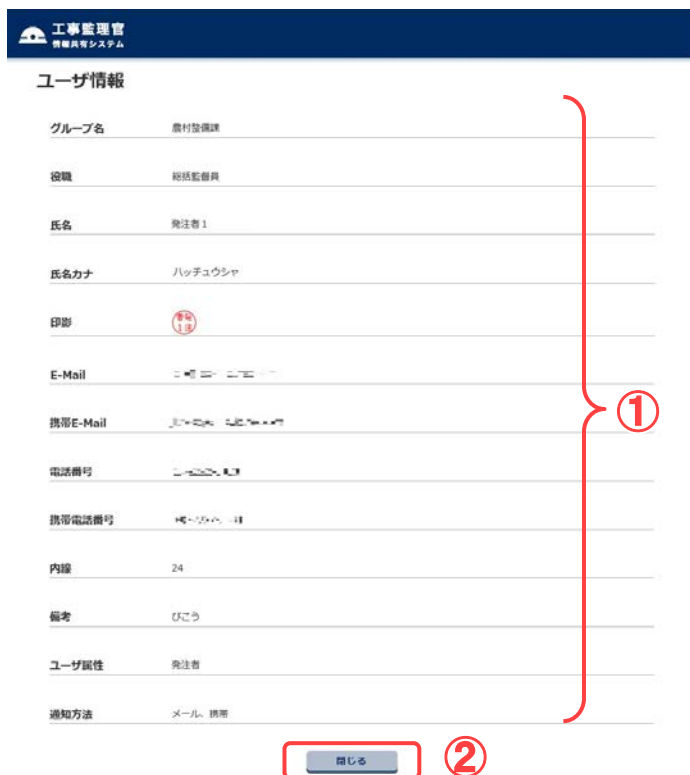 工事監理官
情報共有システム
ユーザ情報
グループ名 農村整備課
役職 総括監督員
氏名 発注者1
氏名カナ ハッチュウシャ
印影
E-Mail
携帯E-Mail
①
電話番号
携帯電話番号
内線 24
備考 びこう
ユーザ属性 発注者
通知方法 メール、携帯
閉じる ②